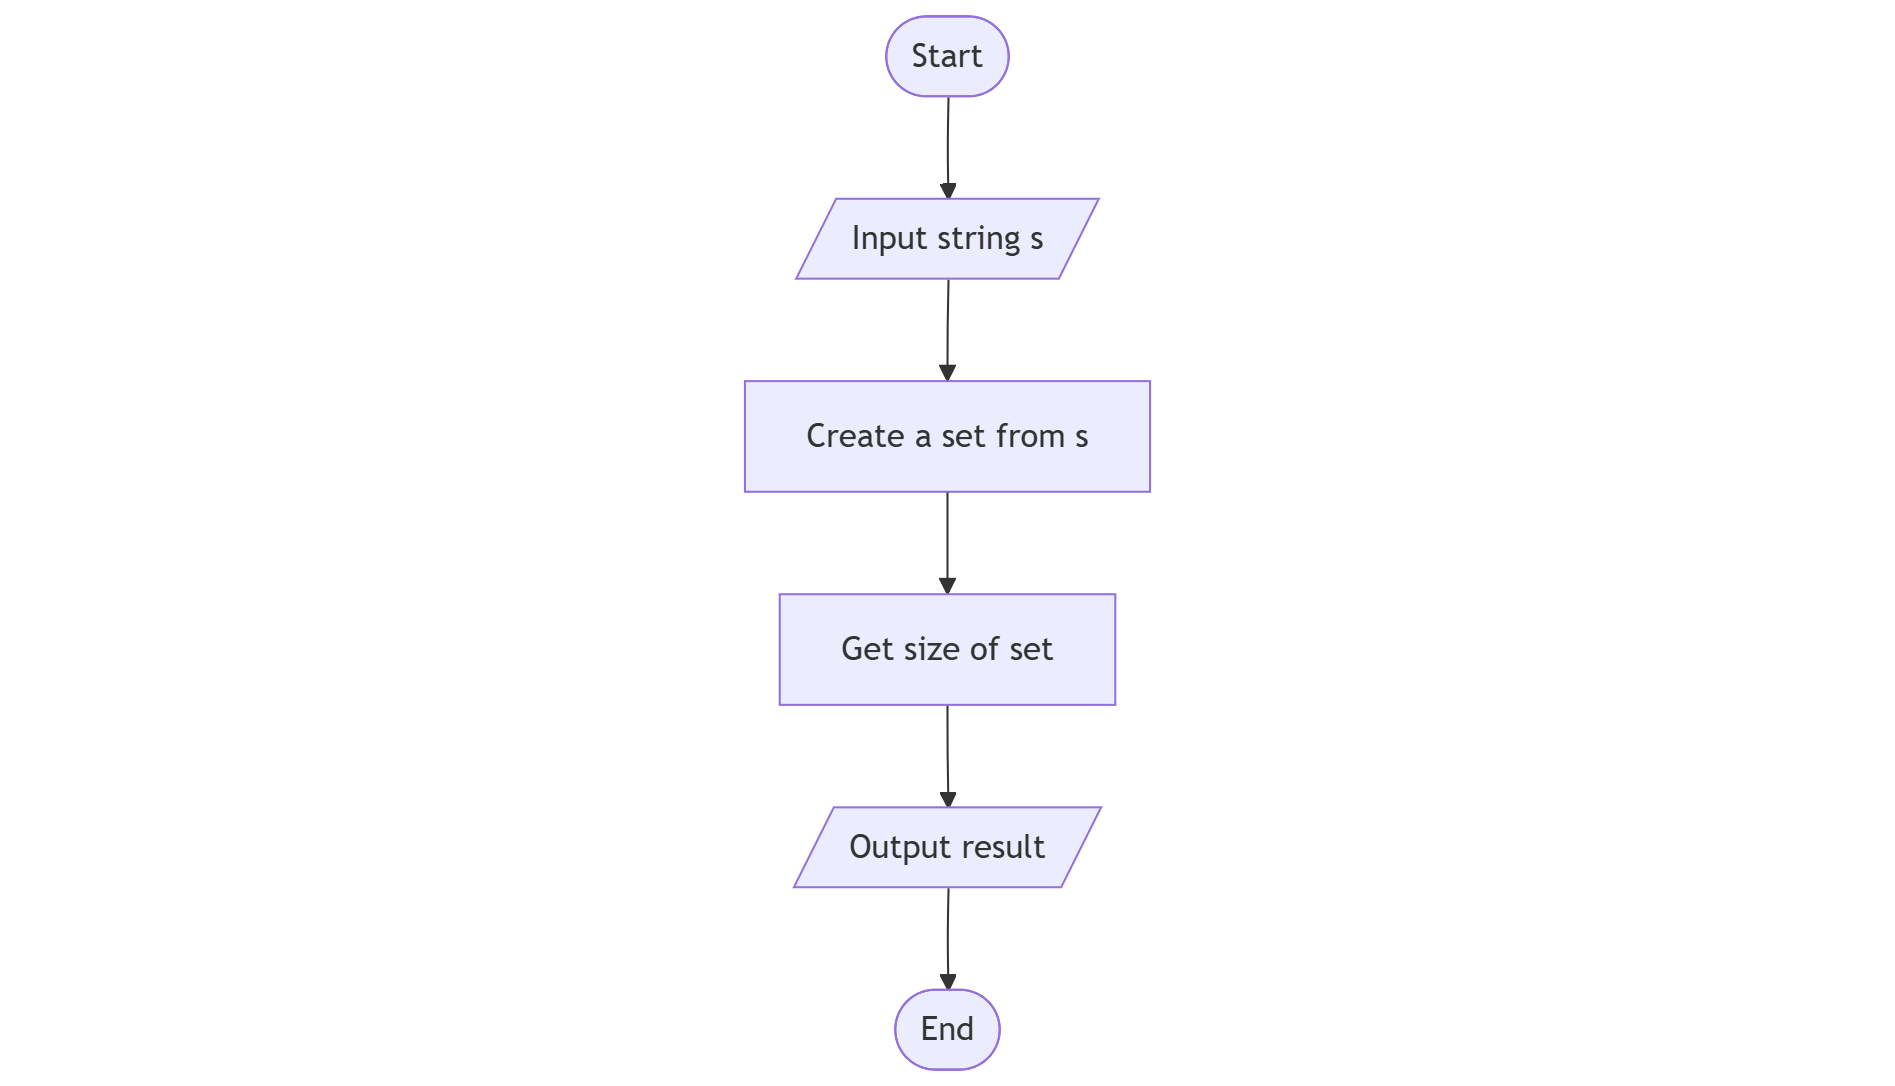 Start
Input string s
Create a set from s
Get size of set
Output result
End